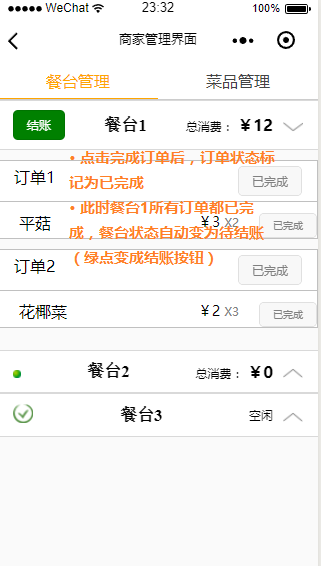 WeChat 23:32 100%
商家管理界面
餐台管理 菜品管理
结账 餐台1 总消费： ￥12
• 点击完成订单后，订单状态标
记为已完成
订单1 已完成
• 此时餐台1所有订单都已完
成，餐台状态自动变为待结账
（绿点变成结账按钮）
平菇 ￥3 X2 已完成
订单2 已完成
花椰菜 ￥2 X3 已完成
餐台2 总消费： ￥0
餐台3 空闲